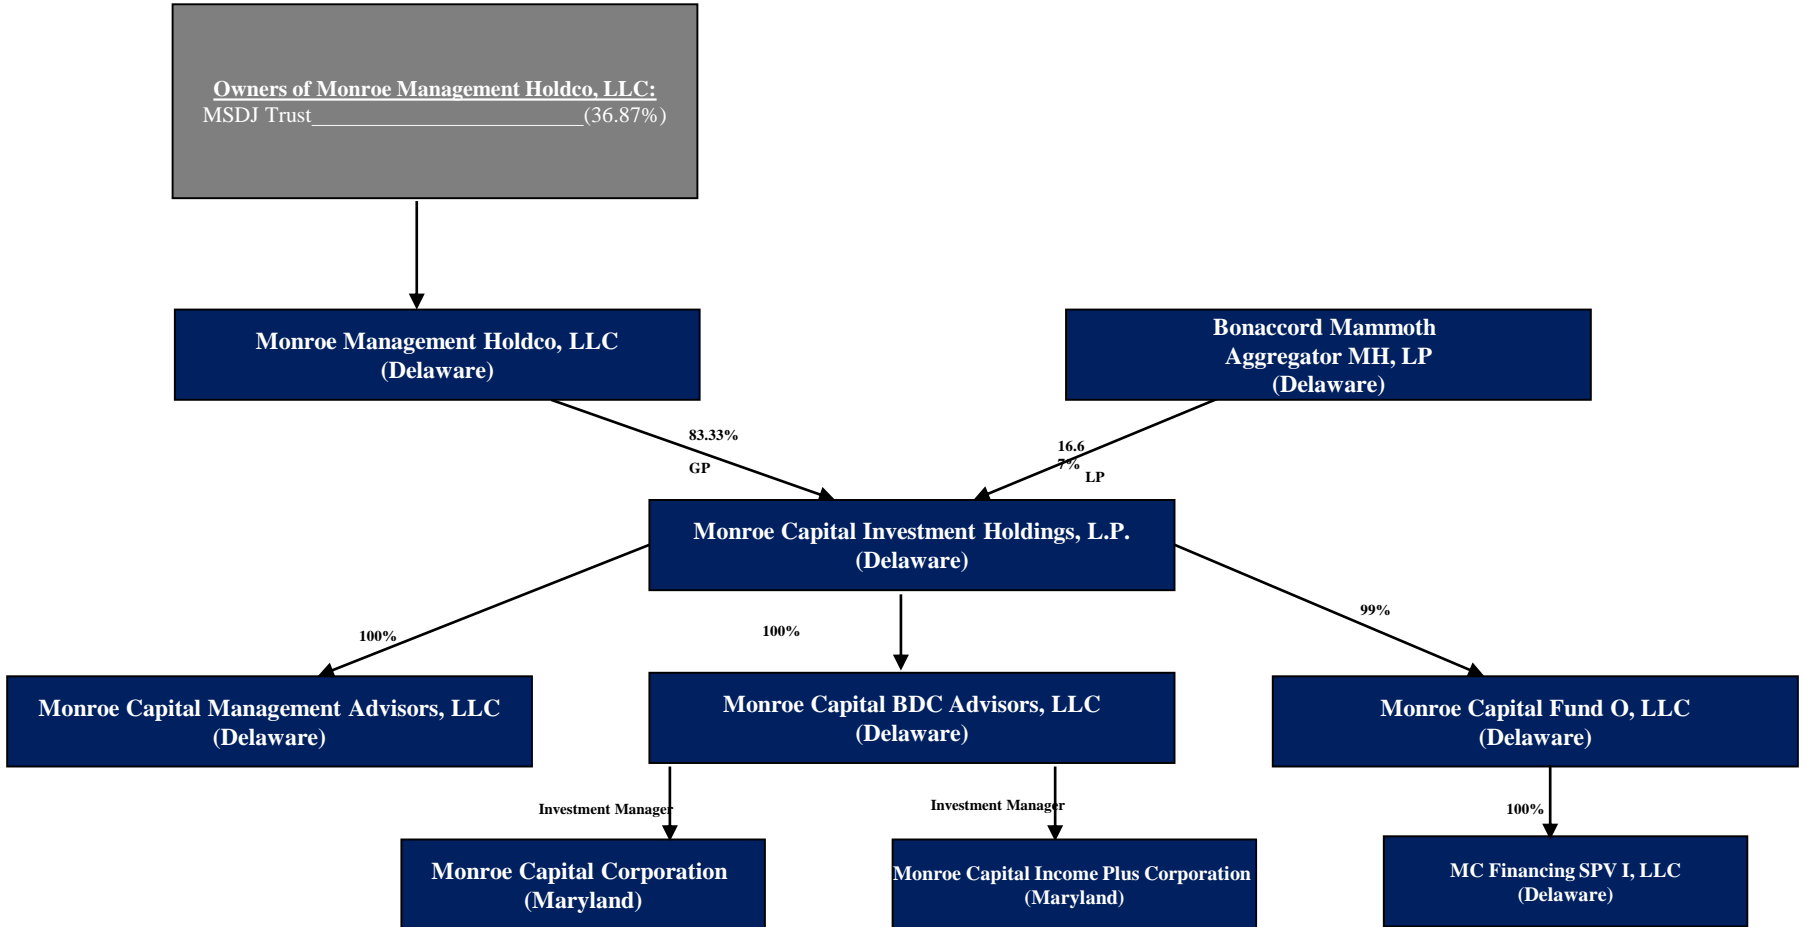 Owners of Monroe Management Holdco, LLC:
MSDJ Trust_________________________(36.87%)
Monroe Management Holdco, LLC
(Delaware)
Bonaccord Mammoth
Aggregator MH, LP
(Delaware)
83.33%
GP
16.6
7%
LP
Monroe Capital Investment Holdings, L.P.
(Delaware)
100%
100%
99%
Monroe Capital Management Advisors, LLC
(Delaware)
Monroe Capital BDC Advisors, LLC
(Delaware)
Monroe Capital Fund O, LLC
(Delaware)
Investment Manager
Investment Manager
100%
Monroe Capital Corporation
(Maryland)
Monroe Capital Income Plus Corporation
(Maryland)
MC Financing SPV I, LLC
(Delaware)